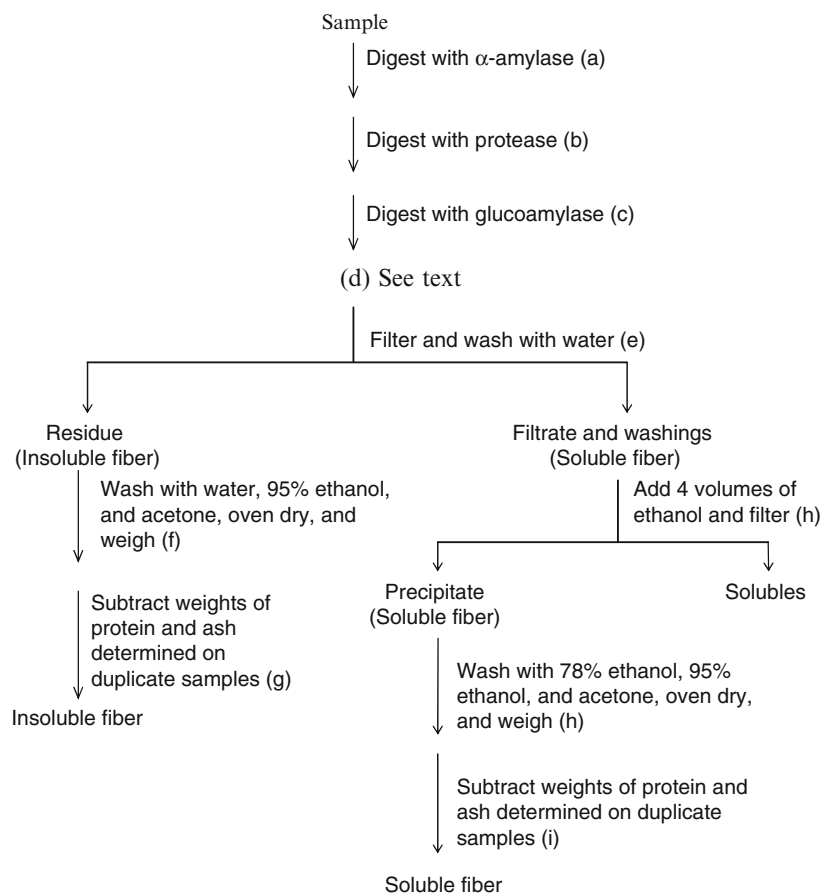 Sample
Digest with α-amylase (a)
Digest with protease (b)
Digest with glucoamylase (c)
(d) See text
Filter and wash with water (e)
Residue
(Insoluble fiber)
Filtrate and washings
(Soluble fiber)
Wash with water, 95% ethanol,
and acetone, oven dry, and
weigh (f)
Add 4 volumes of
ethanol and filter (h)
Precipitate
(Soluble fiber)
Solubles
Subtract weights of
protein and ash
determined on
duplicate samples (g)
Insoluble fiber
Wash with 78% ethanol, 95%
ethanol, and acetone, oven dry,
and weigh (h)
Subtract weights of protein and
ash determined on duplicate
samples (i)
Soluble fiber